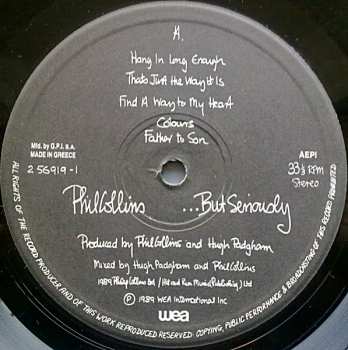 A.
Hang In Long Enough
Thats Just the Way It Is
Find A Way to My Heart
Colours
Father to Son
Mfd. by O.P.I. s.a.
MADE IN GREECE
2 56919-1
AEPI
33⅓ RPM
Stereo
Phil Collins ...But Seriously
Produced by Phil Collins and Hugh Padgham
Mixed by Hugh Padgham and Phil Collins
1989 Philip Collins Ltd / Hit and Run Music (Publishing) Ltd
℗ 1989 WEA International Inc
wea
ALL RIGHTS OF THE RECORD PRODUCER AND OF THE OWNER OF THIS WORK REPRODUCED RESERVED: COPYING, PUBLIC PERFORMANCE & BROADCASTING OF THIS RECORD PROHIBITED